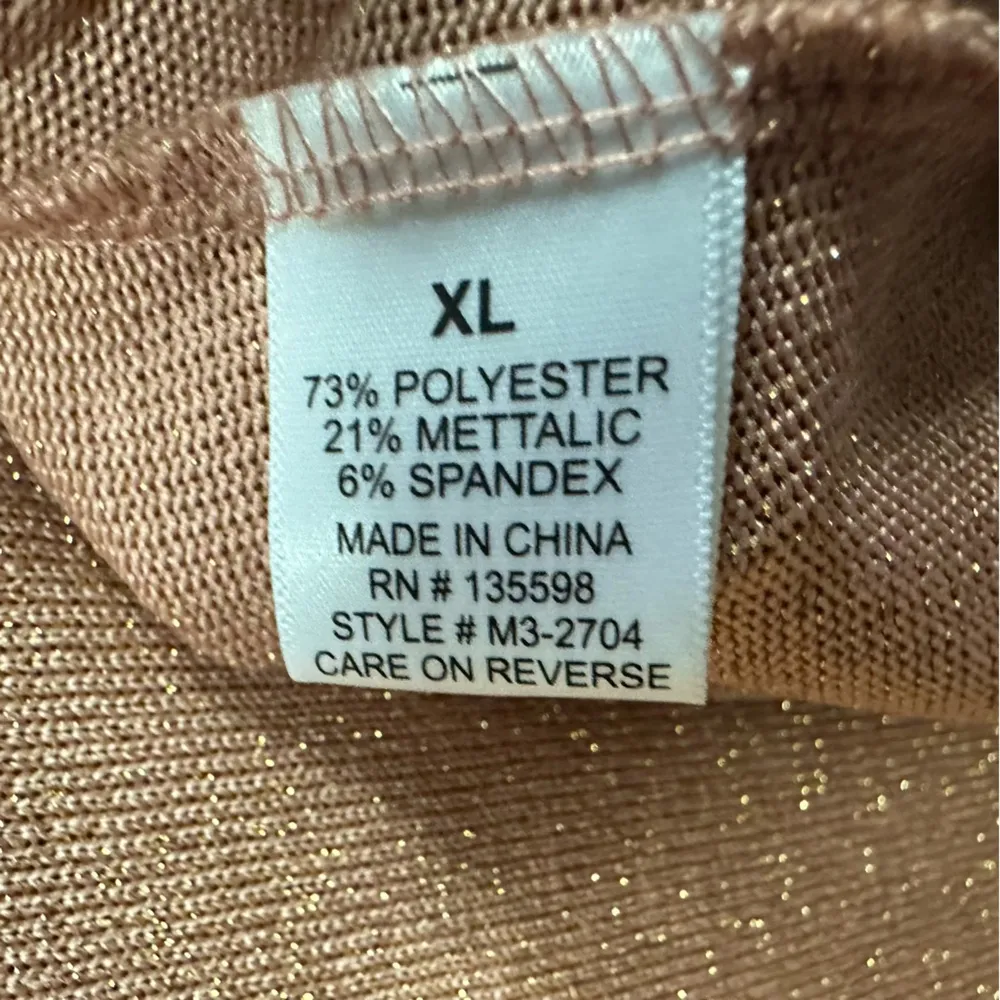 XL
73% POLYESTER
21% METTALIC
6% SPANDEX
MADE IN CHINA
RN # 135598
STYLE # M3-2704
CARE ON REVERSE